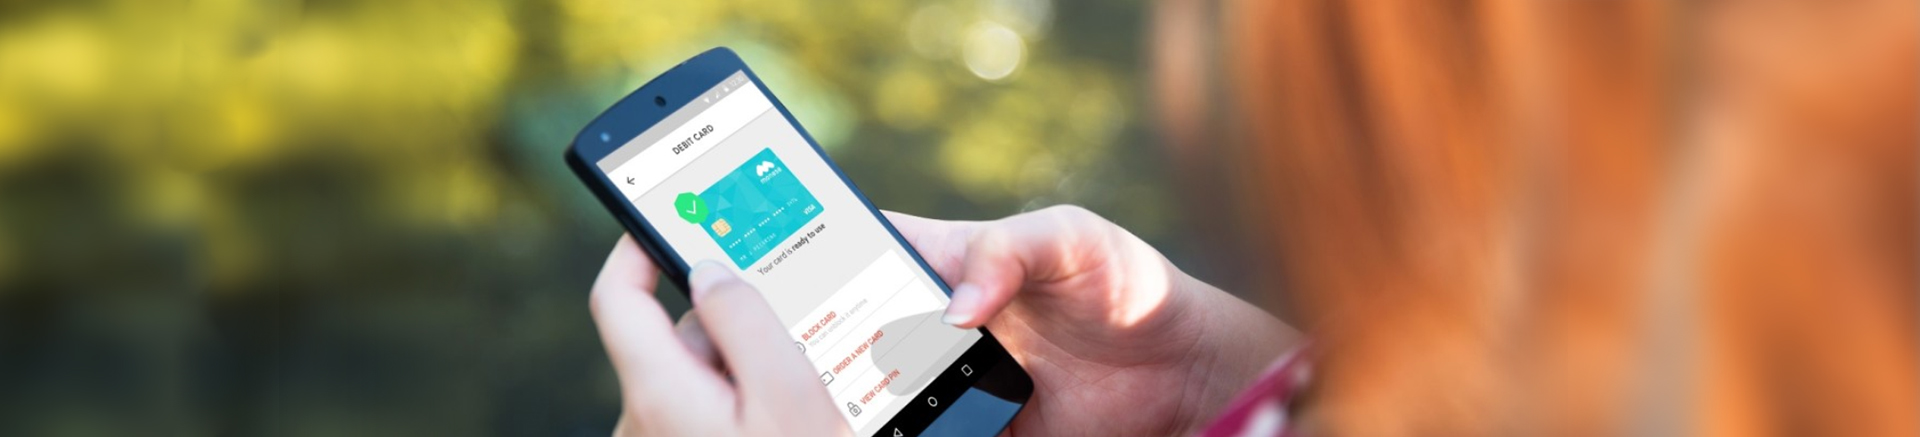 DEBIT CARD
monese
VISA
Your card is ready to use
BLOCK CARD
You can unblock it anytime
ORDER A NEW CARD
VIEW CARD PIN